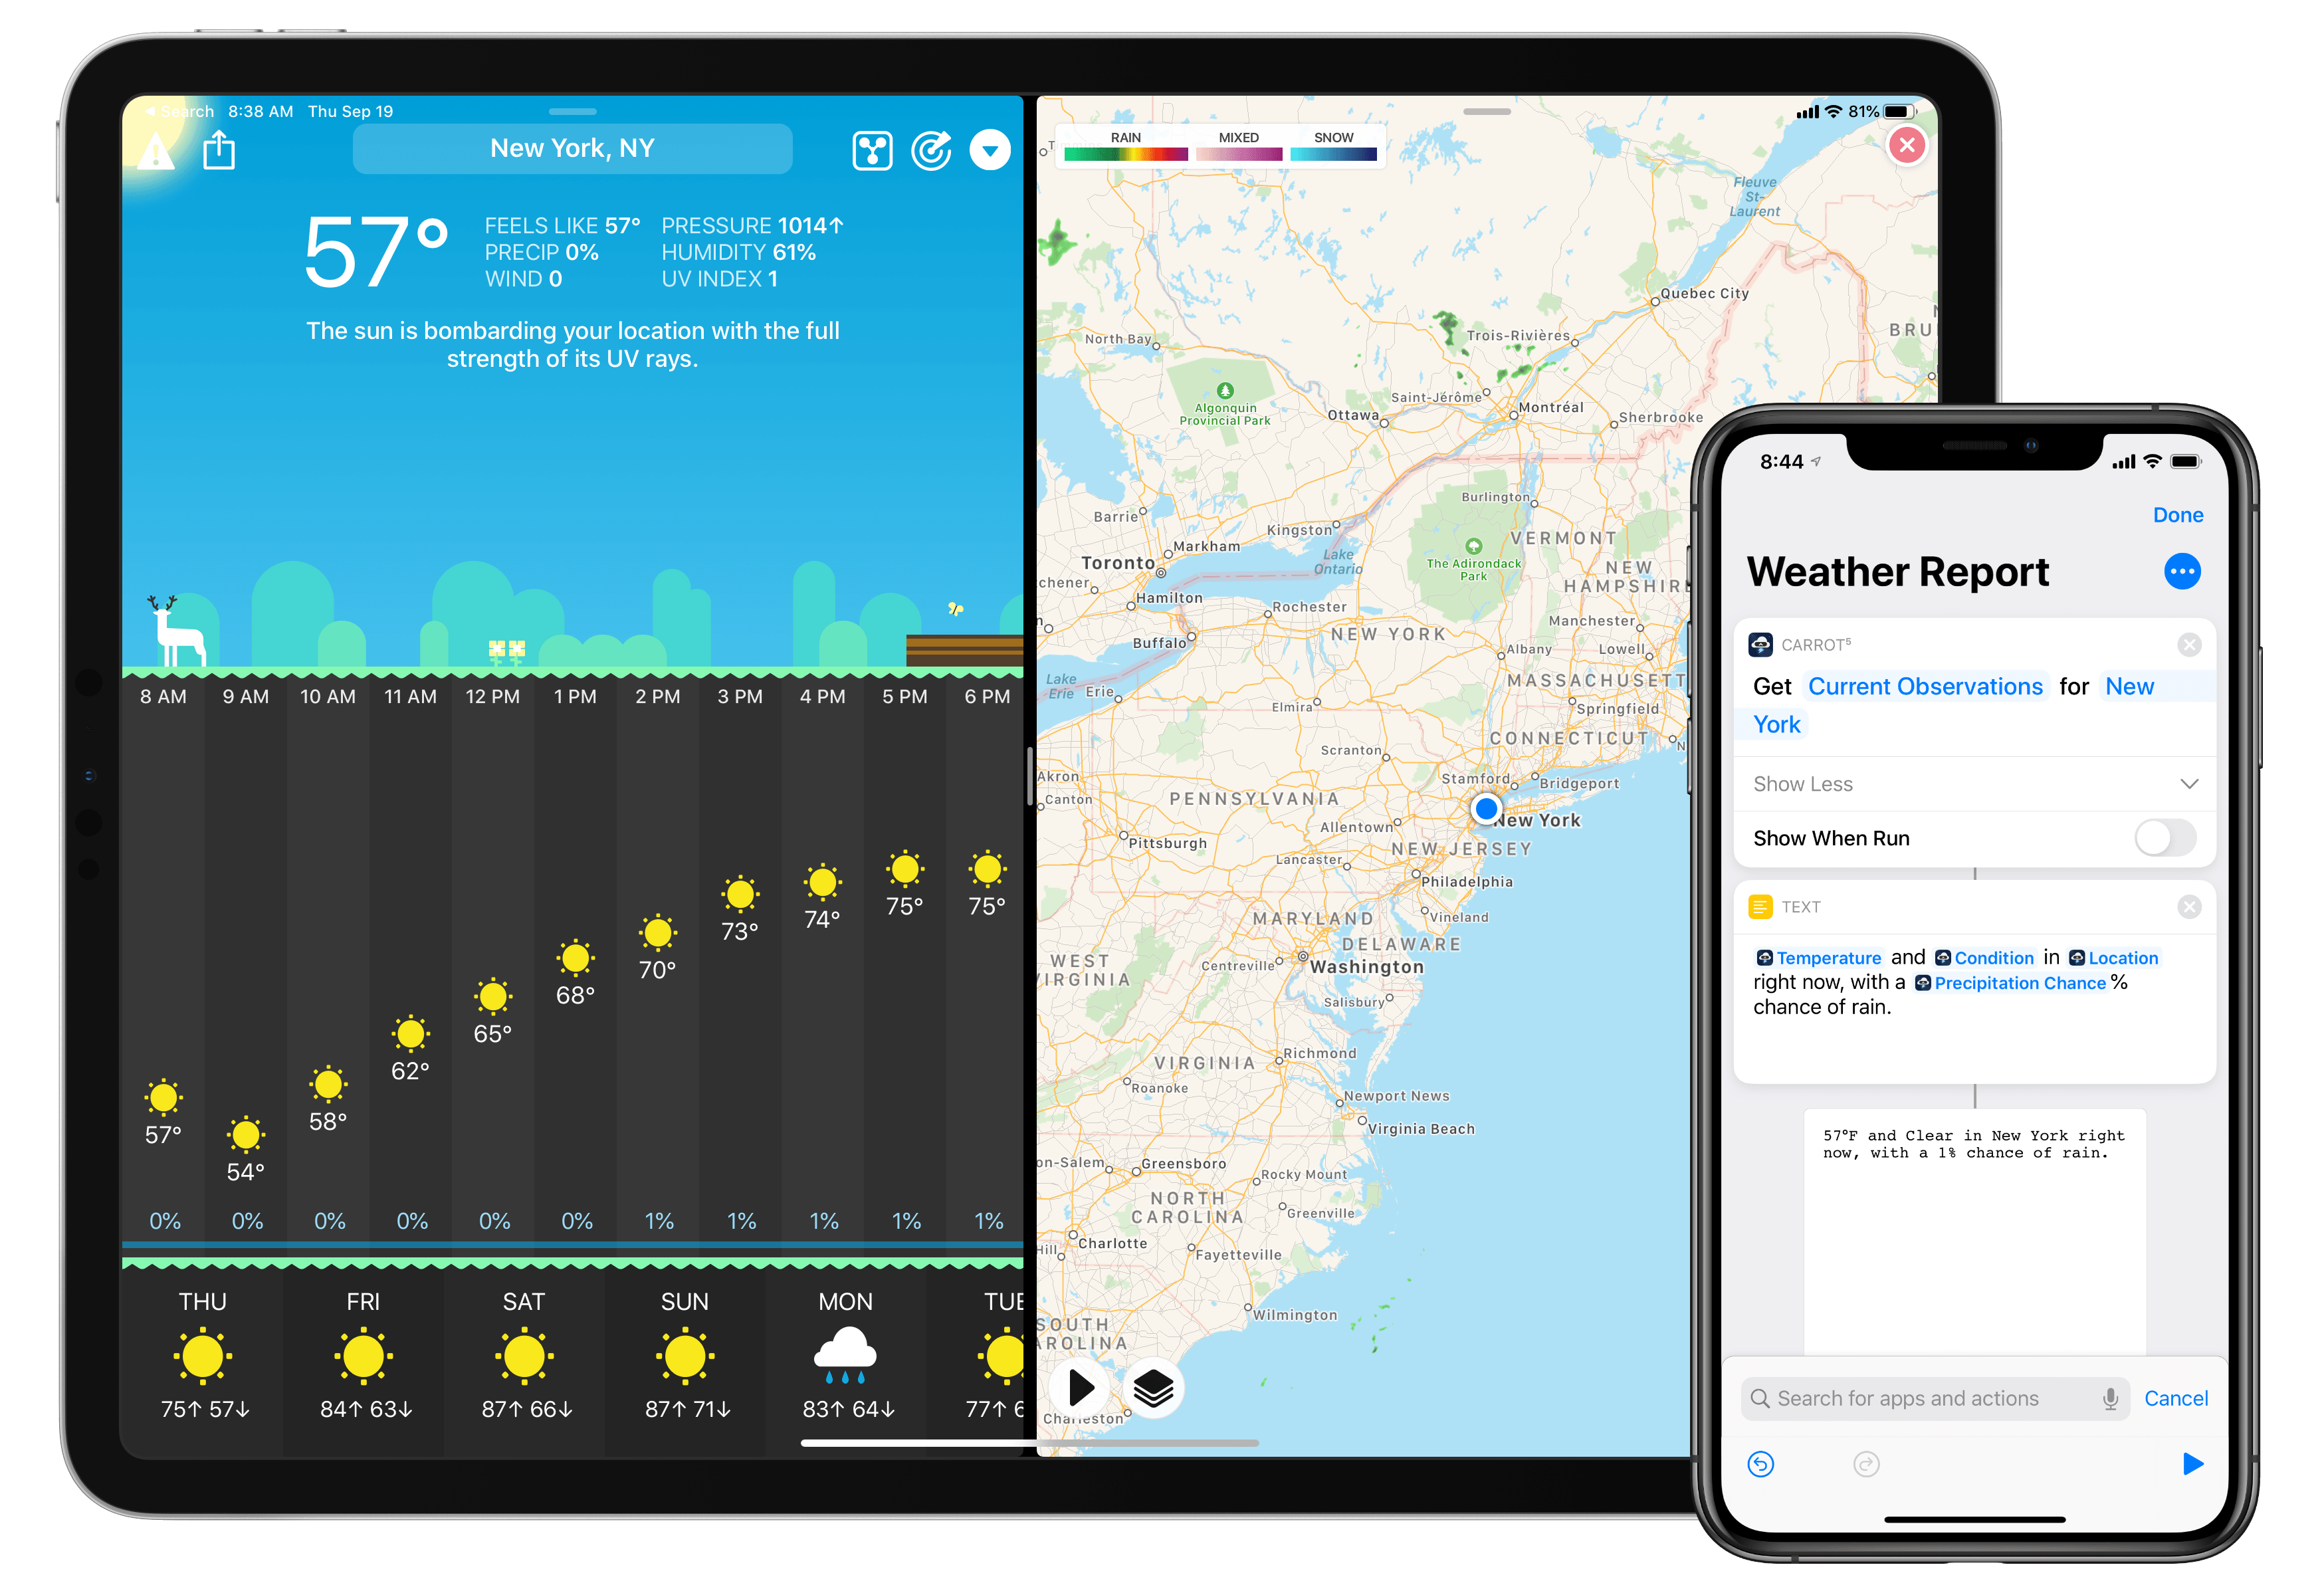 Search 8:38 AM Thu Sep 19
New York, NY
57°
FEELS LIKE 57° PRESSURE 1014↑
PRECIP 0% HUMIDITY 61%
WIND 0 UV INDEX 1
The sun is bombarding your location with the full
strength of its UV rays.
8 AM 9 AM 10 AM 11 AM 12 PM 1 PM 2 PM 3 PM 4 PM 5 PM 6 PM
57° 54° 58° 62° 65° 68° 70° 73° 74° 75° 75°
0% 0% 0% 0% 0% 0% 1% 1% 1% 1% 1%
THU FRI SAT SUN MON TUE
75↑ 57↓ 84↑ 63↓ 87↑ 66↓ 87↑ 71↓ 83↑ 64↓ 77↑ 6
81%
RAIN MIXED SNOW
Fleuve
St-
Laurent
Quebec City
BRU
North Bay
Trois-Rivières
Algonquin
Provincial Park
Saint-Jérôme
Ottawa
Montréal
Sherbrooke
Burlington
Barrie
Kingston
VERMONT
Markham
Toronto
Lake
Ontario
The Adirondack
Park
NEW
HAMPSHIRE
chener
Hamilton
Rochester
Manchester
Buffalo
NEW YORK
Albany
Lowell
Lake
Erie
Erie
MASSACHUSETT
Elmira
Springfield
CONNECTICUT
Scranton
Akron
Stamford
Bridgeport
Canton
PENNSYLVANIA
New York
Allentown
Pittsburgh
NEW JERSEY
Lancaster
Philadelphia
MARYLAND
Vineland
DELAWARE
WEST
VIRGINIA
Centreville
Washington
Salisbury
VIRGINIA
Richmond
Roanoke
Newport News
Virginia Beach
on-Salem
Greensboro
Rocky Mount
NORTH
CAROLINA
Greenville
Hill
Charlotte
Fayetteville
Wilmington
SOUTH
AROLINA
Charleston
8:44
Done
Weather Report
CARROT⁵
Get Current Observations for New
York
Show Less
Show When Run
TEXT
Temperature and Condition in Location
right now, with a Precipitation Chance %
chance of rain.
57°F and Clear in New York right
now, with a 1% chance of rain.
Search for apps and actions Cancel